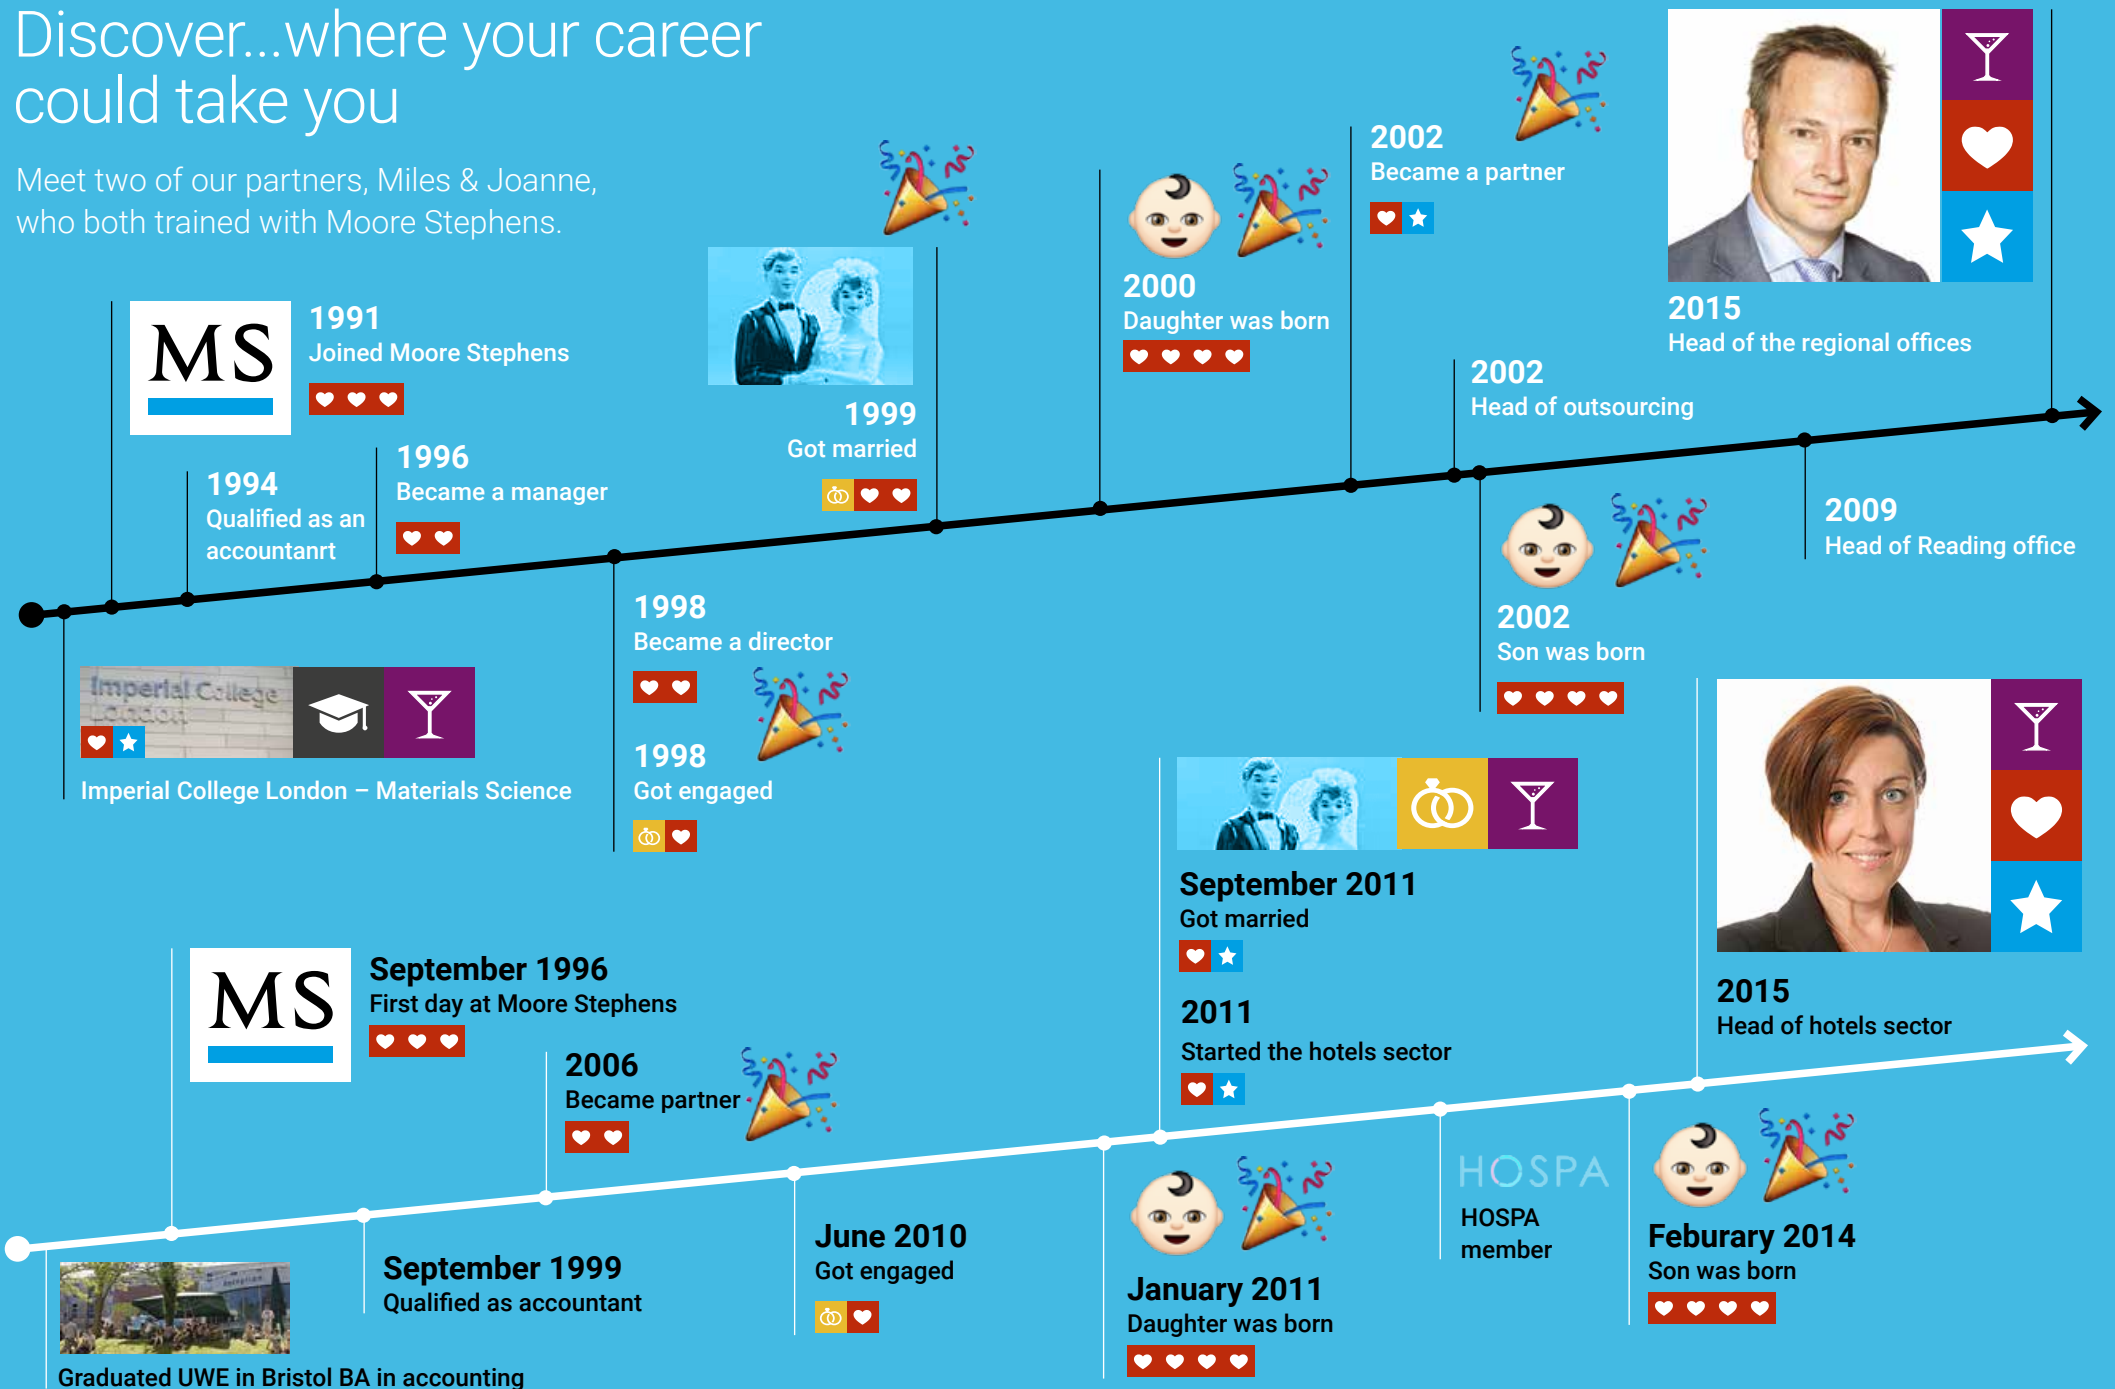 Discover...where your career
could take you
Meet two of our partners, Miles & Joanne,
who both trained with Moore Stephens.
MS
1991
Joined Moore Stephens
1994
Qualified as an
accountanrt
1996
Became a manager
1999
Got married
2000
Daughter was born
2002
Became a partner
2015
Head of the regional offices
2002
Head of outsourcing
2009
Head of Reading office
2002
Son was born
1998
Became a director
1998
Got engaged
Imperial College
London
Imperial College London – Materials Science
MS
September 1996
First day at Moore Stephens
2006
Became partner
September 2011
Got married
2011
Started the hotels sector
2015
Head of hotels sector
Graduated UWE in Bristol BA in accounting
September 1999
Qualified as accountant
June 2010
Got engaged
January 2011
Daughter was born
HOSPA
HOSPA
member
Feburary 2014
Son was born